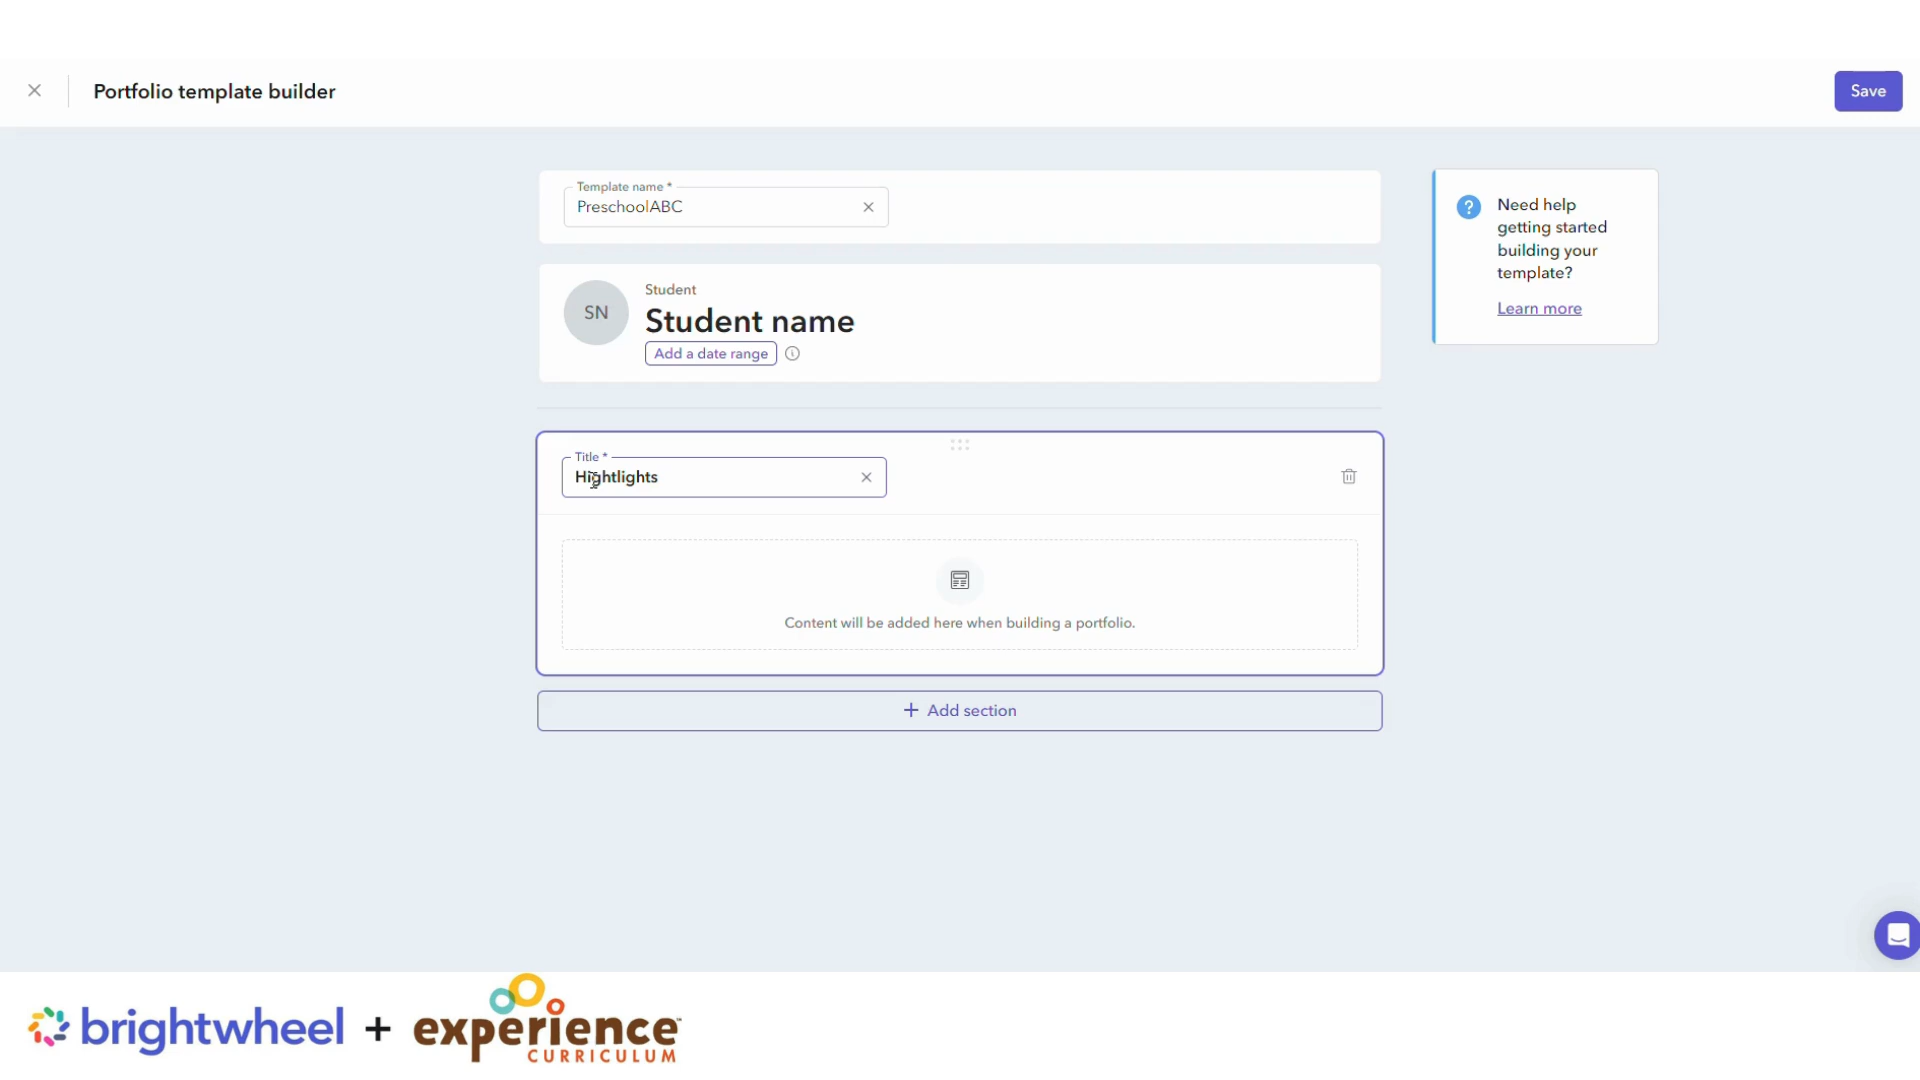 Portfolio template builder
Save
Template name *
PreschoolABC
SN
Student
Student name
Add a date range
Need help
getting started
building your
template?
Learn more
Title *
Hightlights
Content will be added here when building a portfolio.
+ Add section
brightwheel + experience
CURRICULUM